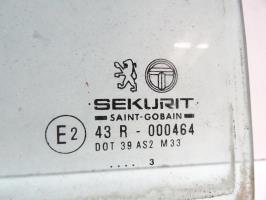 SEKURIT
SAINT-GOBAIN
E2 43 R - 000464
DOT 39 AS2 M33
.... 3